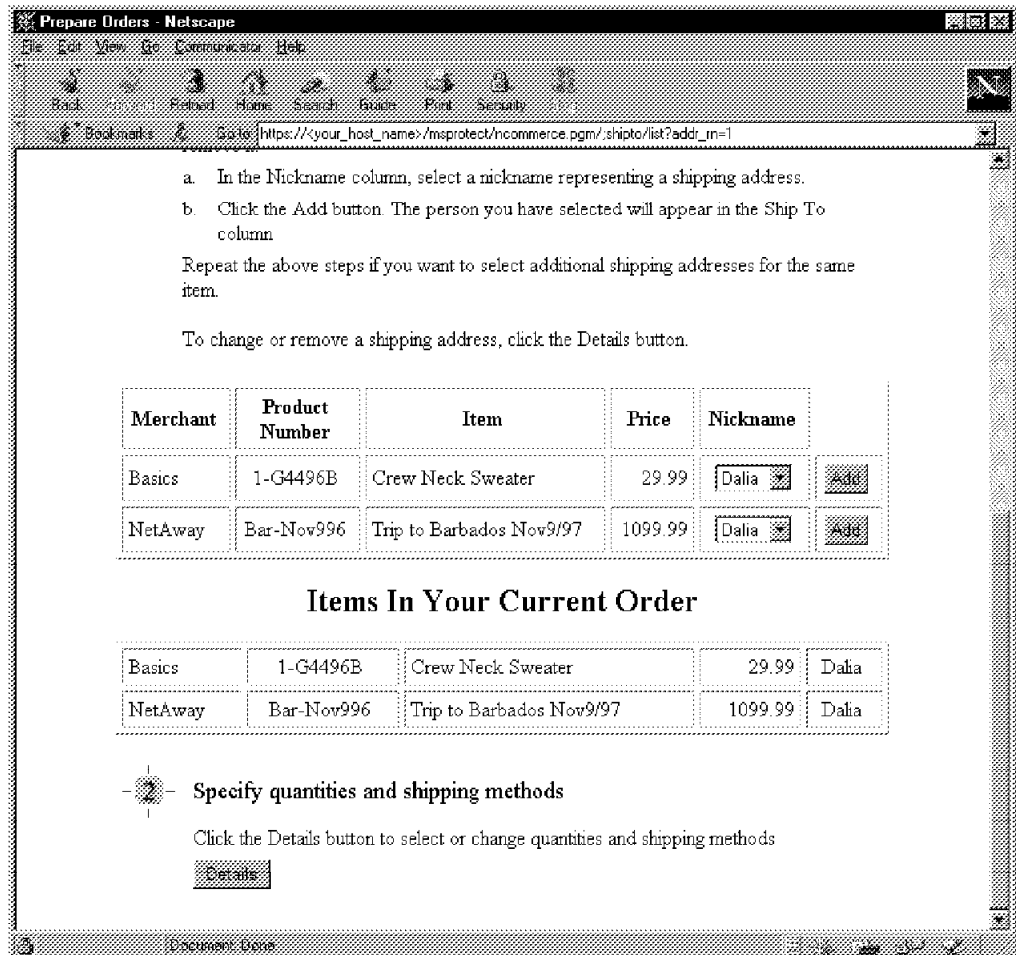 Prepare Orders - Netscape
File Edit View Go Communicator Help
Back Forward Reload Home Search Guide Print Security Stop
Bookmarks Go to: https://<your_host_name>/msprotect/ncommerce.pgm/;shipto/list?addr_rn=1
a. In the Nickname column, select a nickname representing a shipping address.
b. Click the Add button. The person you have selected will appear in the Ship To
column
Repeat the above steps if you want to select additional shipping addresses for the same
item.
To change or remove a shipping address, click the Details button.
Merchant Product Number Item Price Nickname
Basics 1-G4496B Crew Neck Sweater 29.99 Dalia Add
NetAway Bar-Nov996 Trip to Barbados Nov9/97 1099.99 Dalia Add
Items In Your Current Order
Basics 1-G4496B Crew Neck Sweater 29.99 Dalia
NetAway Bar-Nov996 Trip to Barbados Nov9/97 1099.99 Dalia
2 Specify quantities and shipping methods
Click the Details button to select or change quantities and shipping methods
Details
Document: Done